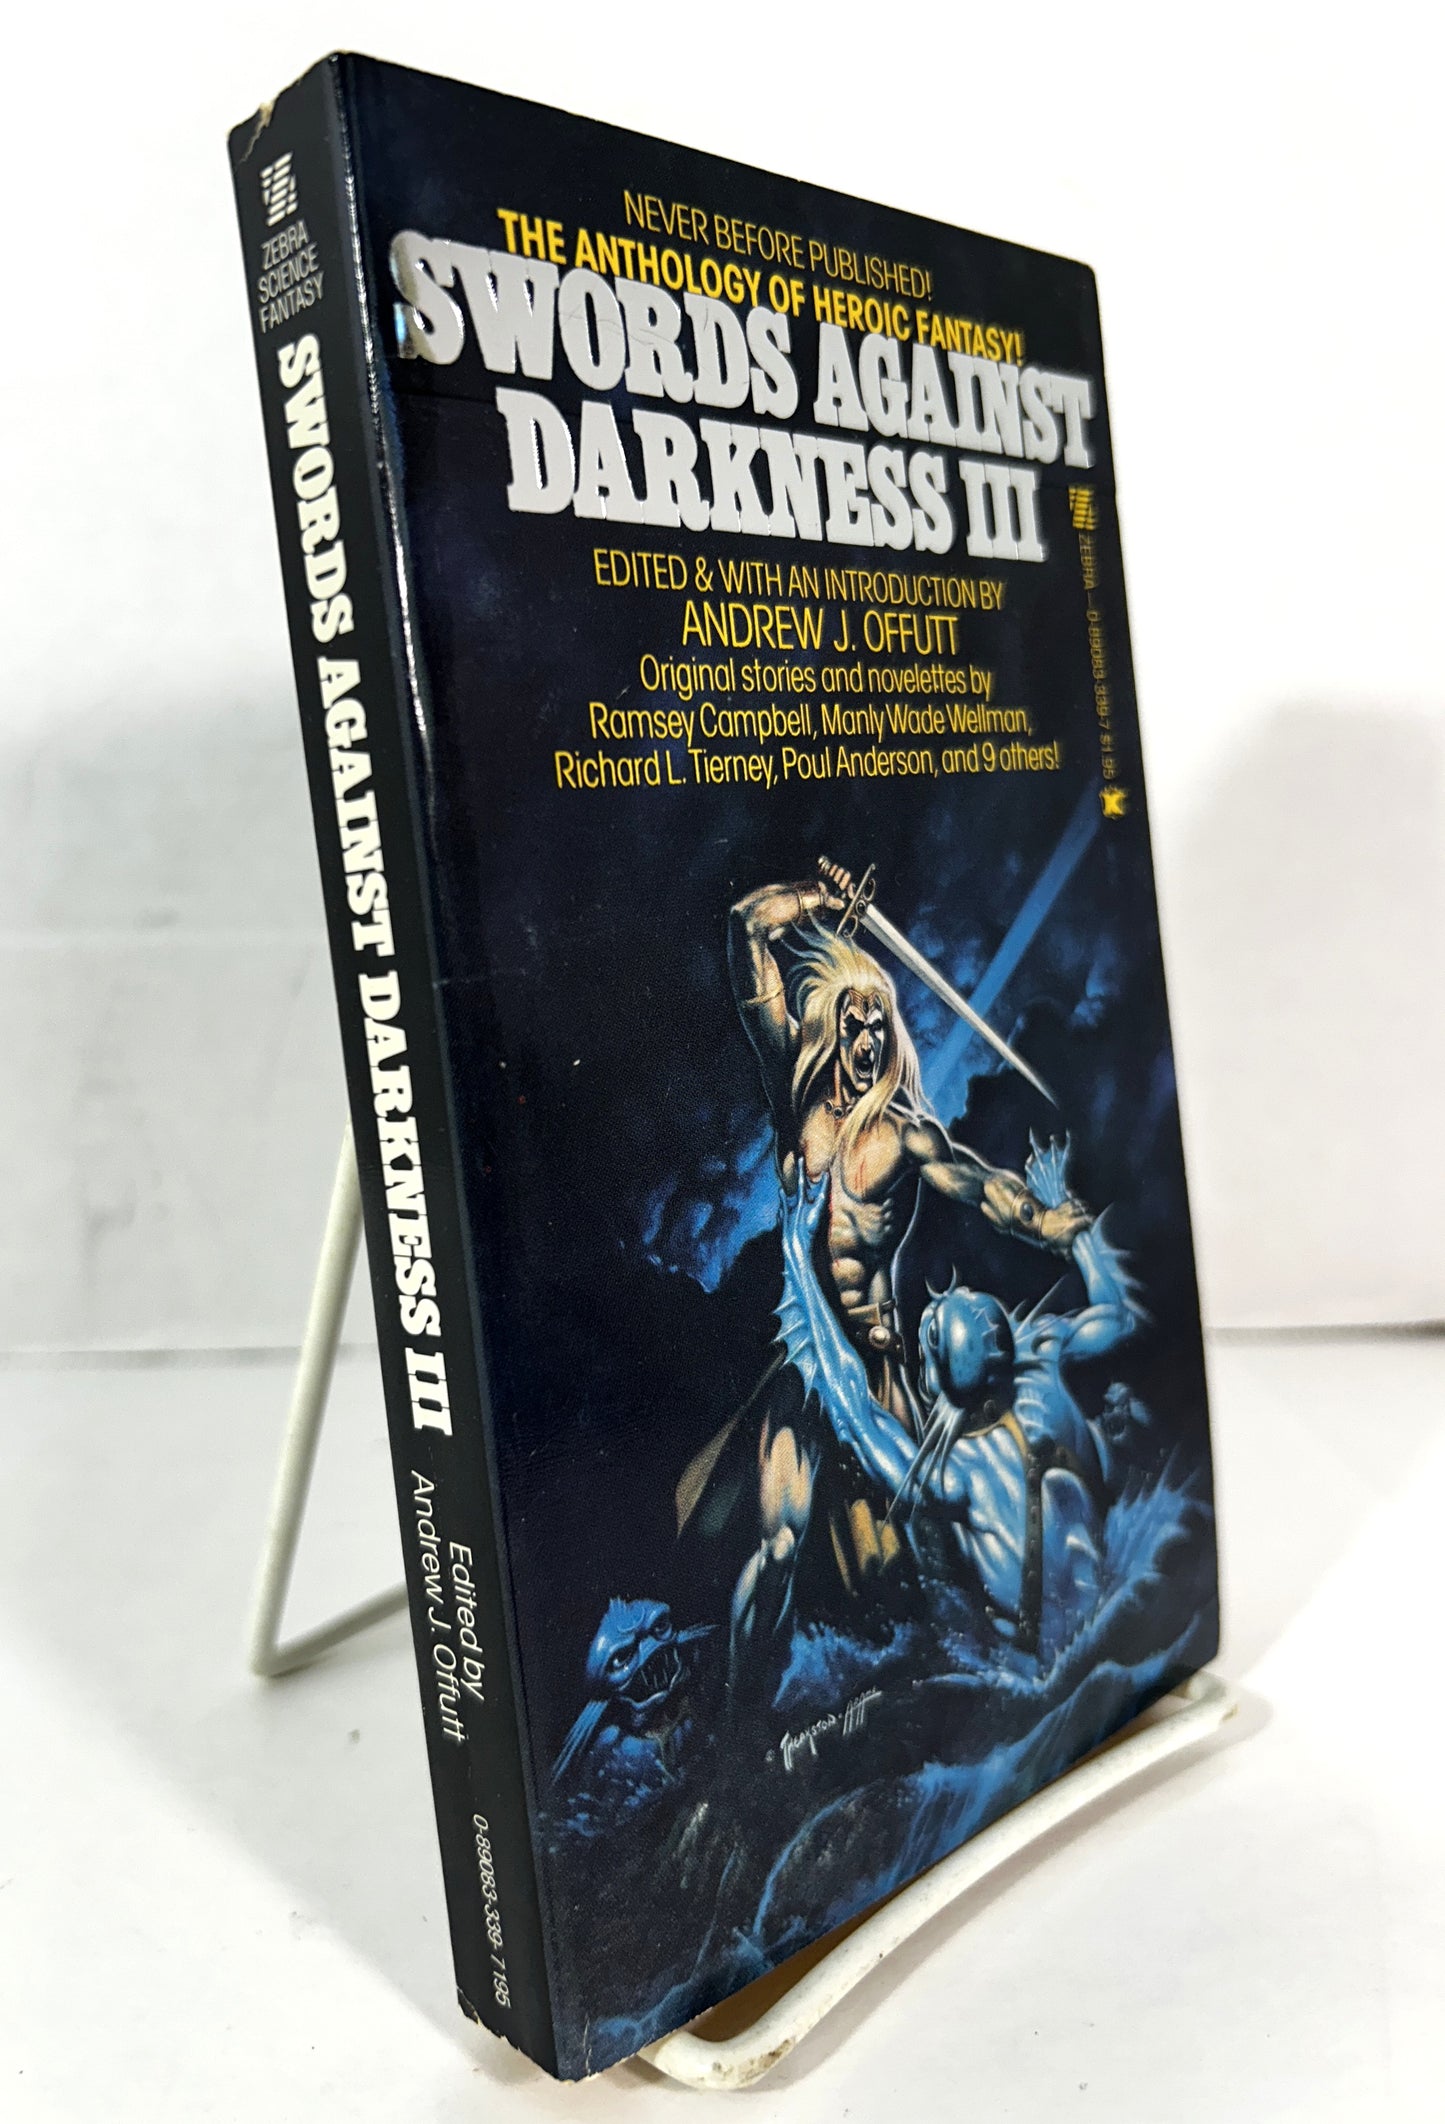 ZEBRA
SCIENCE
FANTASY
SWORDS AGAINST DARKNESS III
Edited by
Andrew J. Offutt
0-89083-339-7 195
NEVER BEFORE PUBLISHED!
THE ANTHOLOGY OF HEROIC FANTASY!
SWORDS AGAINST
DARKNESS III
EDITED & WITH AN INTRODUCTION BY
ANDREW J. OFFUTT
Original stories and novelettes by
Ramsey Campbell, Manly Wade Wellman,
Richard L. Tierney, Poul Anderson, and 9 others!
ZEBRA — 0-89083-339-7 $1.95
K